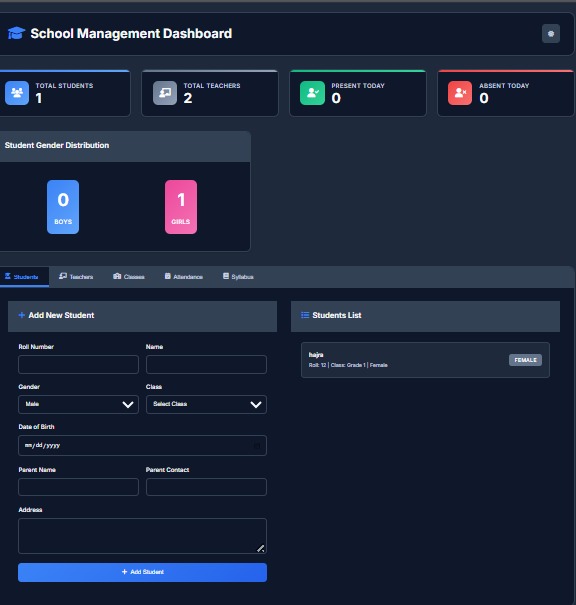 School Management Dashboard
TOTAL STUDENTS
1
TOTAL TEACHERS
2
PRESENT TODAY
0
ABSENT TODAY
0
Student Gender Distribution
0
BOYS
1
GIRLS
Students Teachers Classes Attendance Syllabus
+ Add New Student
Roll Number Name
Gender Class
Male Select Class
Date of Birth
mm/dd/yyyy
Parent Name Parent Contact
Address
+ Add Student
Students List
hajra
Roll: 12 | Class: Grade 1 | Female
FEMALE